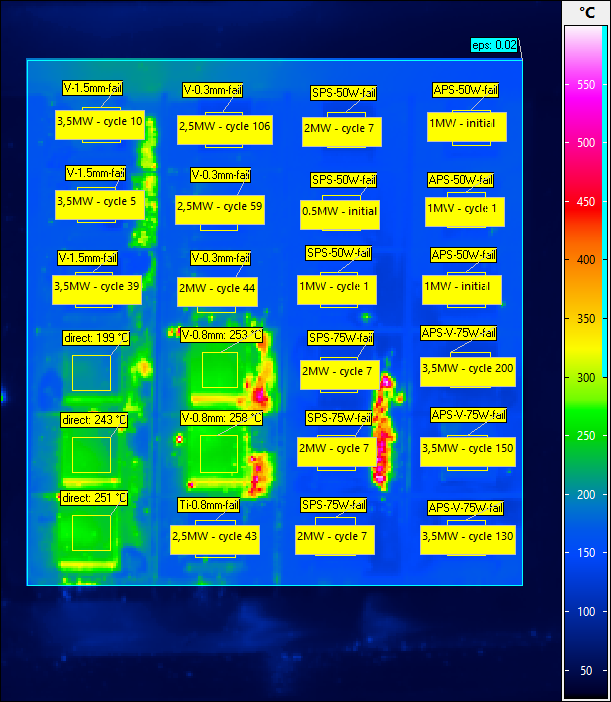 °C
eps: 0.02
V-1.5mm-fail V-0.3mm-fail SPS-50W-fail APS-50W-fail
3,5MW - cycle 10 2,5MW - cycle 106 2MW - cycle 7 1MW - initial
V-1.5mm-fail V-0.3mm-fail SPS-50W-fail APS-50W-fail
3,5MW - cycle 5 2,5MW - cycle 59 0.5MW - initial 1MW - cycle 1
V-1.5mm-fail V-0.3mm-fail SPS-50W-fail APS-50W-fail
3,5MW - cycle 39 2MW - cycle 44 1MW - cycle 1 1MW - initial
direct: 199 °C V-0.8mm: 253 °C SPS-75W-fail APS-V-75W-fail
2MW - cycle 7 3,5MW - cycle 200
direct: 243 °C V-0.8mm: 258 °C SPS-75W-fail APS-V-75W-fail
2MW - cycle 7 3,5MW - cycle 150
direct: 251 °C Ti-0.8mm-fail SPS-75W-fail APS-V-75W-fail
2,5MW - cycle 43 2MW - cycle 7 3,5MW - cycle 130
550
500
450
400
350
300
250
200
150
100
50